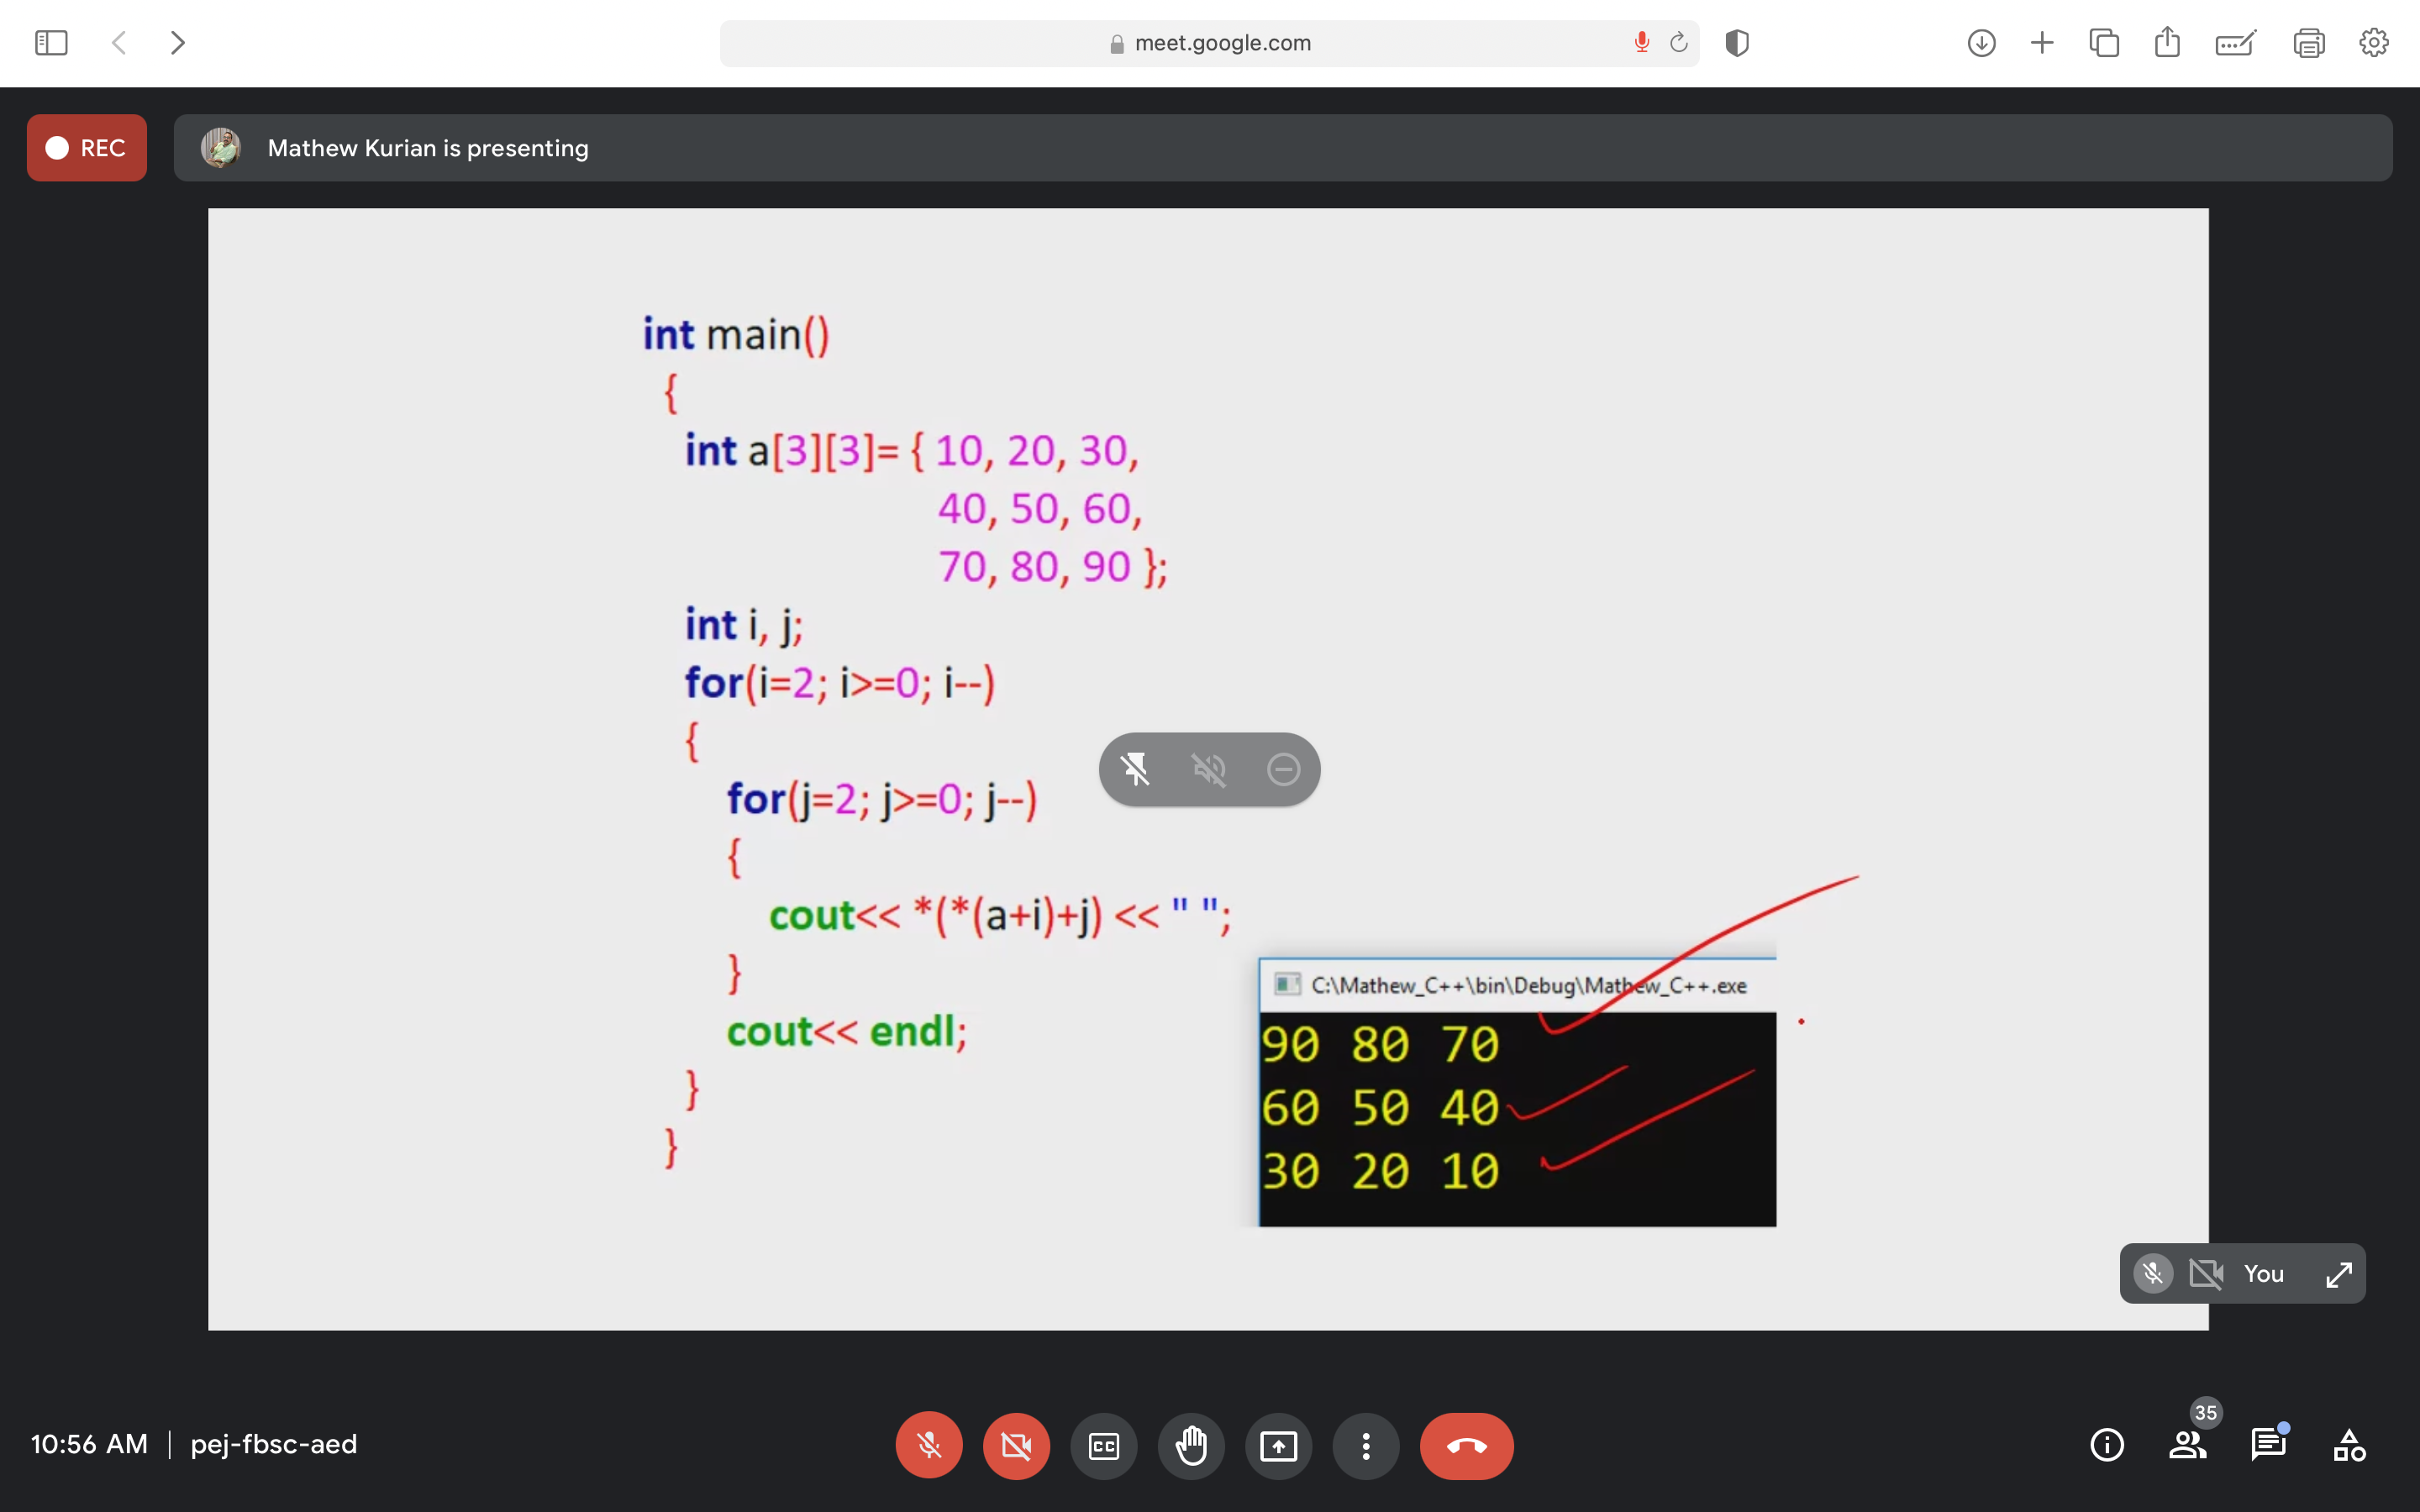 meet.google.com
REC
Mathew Kurian is presenting
int main()
{
int a[3][3]= { 10, 20, 30,
40, 50, 60,
70, 80, 90 };
int i, j;
for(i=2; i>=0; i--)
{
for(j=2; j>=0; j--)
{
cout<< *(*(a+i)+j) << " ";
}
cout<< endl;
}
}
C:\Mathew_C++\bin\Debug\Mathew_C++.exe
90 80 70
60 50 40
30 20 10
You
10:56 AM | pej-fbsc-aed
CC
35